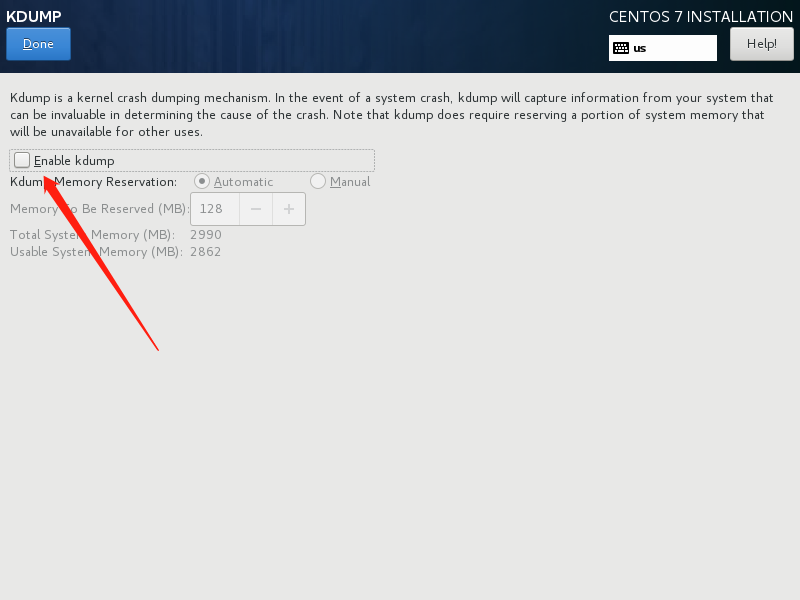 KDUMP
CENTOS 7 INSTALLATION
Done
us
Help!
Kdump is a kernel crash dumping mechanism. In the event of a system crash, kdump will capture information from your system that
can be invaluable in determining the cause of the crash. Note that kdump does require reserving a portion of system memory that
will be unavailable for other uses.
Enable kdump
Kdump Memory Reservation: Automatic Manual
Memory To Be Reserved (MB): 128 − +
Total System Memory (MB): 2990
Usable System Memory (MB): 2862